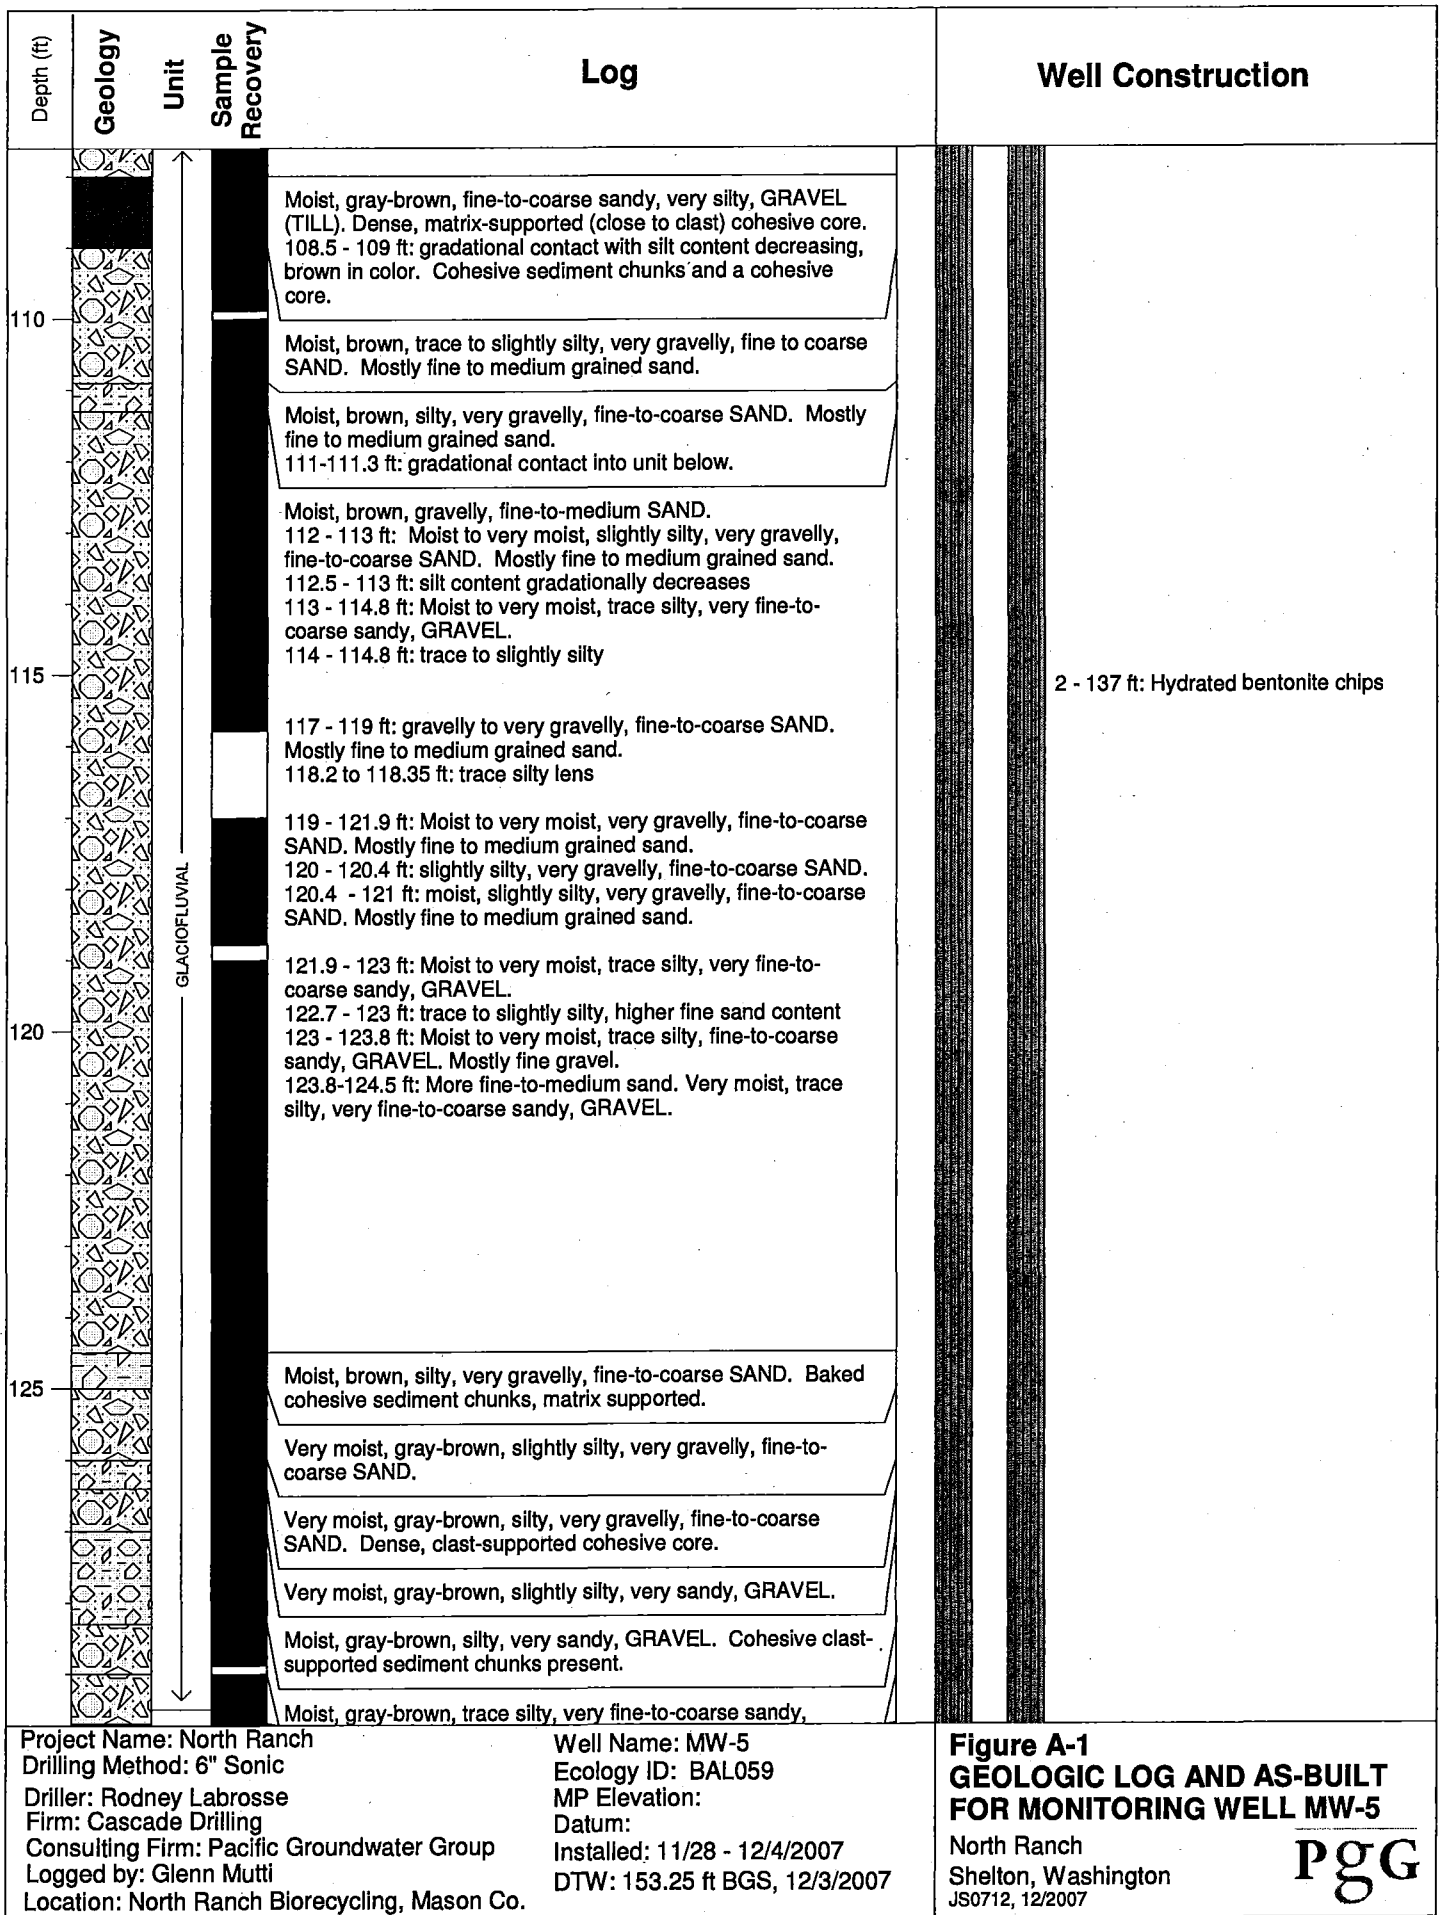 Depth (ft)
Geology
Unit
Sample
Recovery
Log
Well Construction
Moist, gray-brown, fine-to-coarse sandy, very silty, GRAVEL
(TILL). Dense, matrix-supported (close to clast) cohesive core.
108.5 - 109 ft: gradational contact with silt content decreasing,
brown in color. Cohesive sediment chunks and a cohesive
core.
110
Moist, brown, trace to slightly silty, very gravelly, fine to coarse
SAND. Mostly fine to medium grained sand.
Moist, brown, silty, very gravelly, fine-to-coarse SAND. Mostly
fine to medium grained sand.
111-111.3 ft: gradational contact into unit below.
Moist, brown, gravelly, fine-to-medium SAND.
112 - 113 ft: Moist to very moist, slightly silty, very gravelly,
fine-to-coarse SAND. Mostly fine to medium grained sand.
112.5 - 113 ft: silt content gradationally decreases
113 - 114.8 ft: Moist to very moist, trace silty, very fine-to-
coarse sandy, GRAVEL.
114 - 114.8 ft: trace to slightly silty
115
2 - 137 ft: Hydrated bentonite chips
117 - 119 ft: gravelly to very gravelly, fine-to-coarse SAND.
Mostly fine to medium grained sand.
118.2 to 118.35 ft: trace silty lens
119 - 121.9 ft: Moist to very moist, very gravelly, fine-to-coarse
SAND. Mostly fine to medium grained sand.
120 - 120.4 ft: slightly silty, very gravelly, fine-to-coarse SAND.
120.4 - 121 ft: moist, slightly silty, very gravelly, fine-to-coarse
SAND. Mostly fine to medium grained sand.
GLACIOFLUVIAL
121.9 - 123 ft: Moist to very moist, trace silty, very fine-to-
coarse sandy, GRAVEL.
122.7 - 123 ft: trace to slightly silty, higher fine sand content
120
123 - 123.8 ft: Moist to very moist, trace silty, fine-to-coarse
sandy, GRAVEL. Mostly fine gravel.
123.8-124.5 ft: More fine-to-medium sand. Very moist, trace
silty, very fine-to-coarse sandy, GRAVEL.
125
Moist, brown, silty, very gravelly, fine-to-coarse SAND. Baked
cohesive sediment chunks, matrix supported.
Very moist, gray-brown, slightly silty, very gravelly, fine-to-
coarse SAND.
Very moist, gray-brown, silty, very gravelly, fine-to-coarse
SAND. Dense, clast-supported cohesive core.
Very moist, gray-brown, slightly silty, very sandy, GRAVEL.
Moist, gray-brown, silty, very sandy, GRAVEL. Cohesive clast-
supported sediment chunks present.
Moist, gray-brown, trace silty, very fine-to-coarse sandy,
Project Name: North Ranch
Drilling Method: 6" Sonic
Driller: Rodney Labrosse
Firm: Cascade Drilling
Consulting Firm: Pacific Groundwater Group
Logged by: Glenn Mutti
Location: North Ranch Biorecycling, Mason Co.
Well Name: MW-5
Ecology ID: BAL059
MP Elevation:
Datum:
Installed: 11/28 - 12/4/2007
DTW: 153.25 ft BGS, 12/3/2007
Figure A-1
GEOLOGIC LOG AND AS-BUILT
FOR MONITORING WELL MW-5
North Ranch
Shelton, Washington
JS0712, 12/2007
PgG